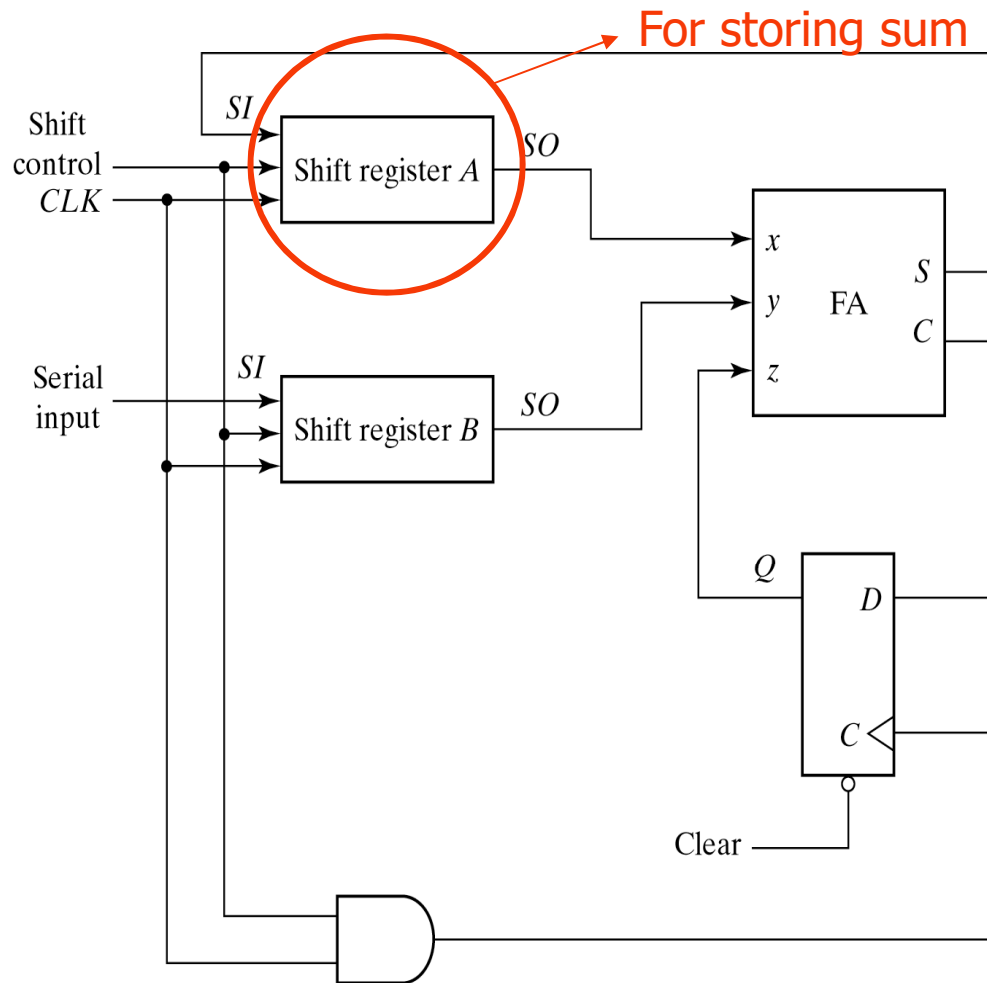 For storing sum
SI
Shift
control
CLK
Shift register A
SO
x
y
z
FA
S
C
Serial
input
SI
Shift register B
SO
Q
D
C
Clear